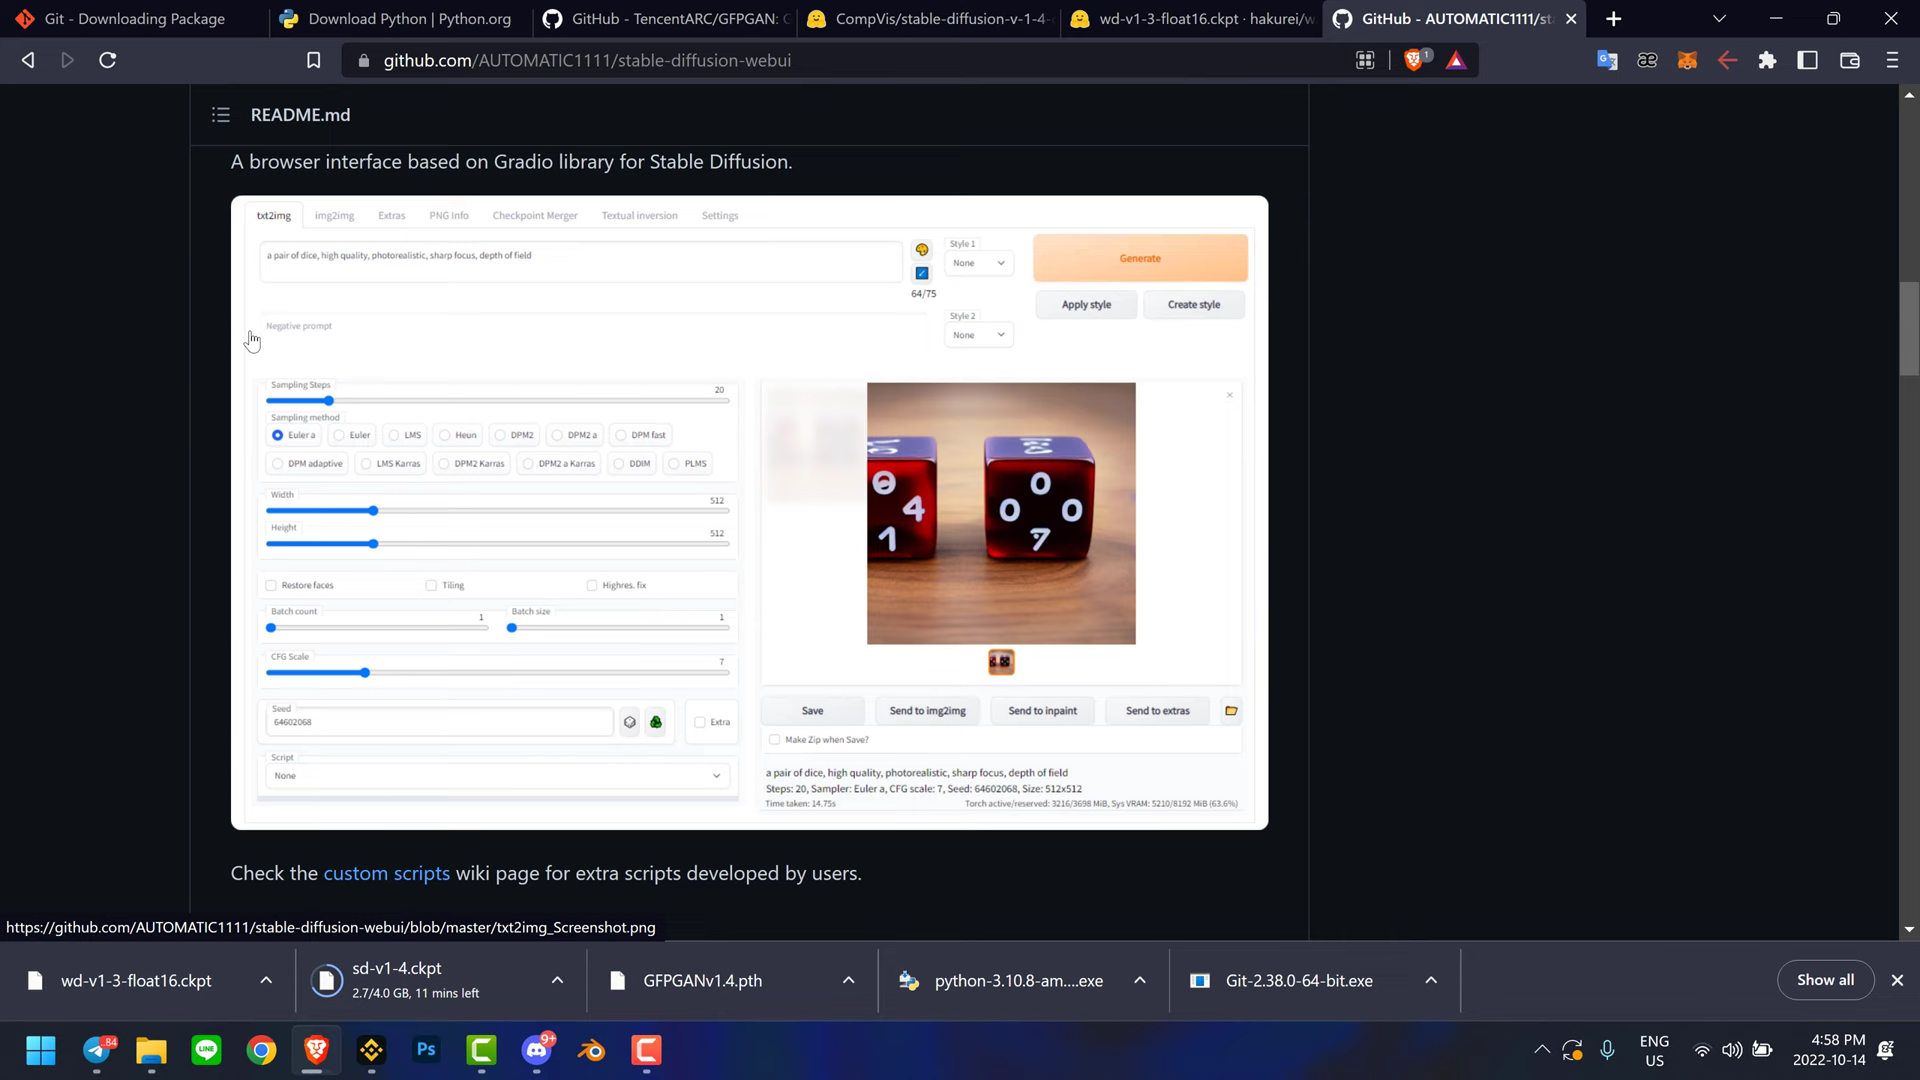 Git - Downloading Package
Download Python | Python.org
GitHub - TencentARC/GFPGAN: G
CompVis/stable-diffusion-v-1-4-
wd-v1-3-float16.ckpt · hakurei/w
GitHub - AUTOMATIC1111/st
github.com/AUTOMATIC1111/stable-diffusion-webui
1
README.md
A browser interface based on Gradio library for Stable Diffusion.
txt2img img2img Extras PNG Info Checkpoint Merger Textual inversion Settings
a pair of dice, high quality, photorealistic, sharp focus, depth of field
64/75
Style 1
None
Generate
Apply style Create style
Negative prompt
Style 2
None
Sampling Steps
20
Sampling method
Euler a Euler LMS Heun DPM2 DPM2 a DPM fast
DPM adaptive LMS Karras DPM2 Karras DPM2 a Karras DDIM PLMS
Width
512
Height
512
Restore faces Tiling Highres. fix
Batch count
1
Batch size
1
CFG Scale
7
Seed
64602068
Extra
Script
None
4
1
0
0 0
7
Save Send to img2img Send to inpaint Send to extras
Make Zip when Save?
a pair of dice, high quality, photorealistic, sharp focus, depth of field
Steps: 20, Sampler: Euler a, CFG scale: 7, Seed: 64602068, Size: 512x512
Time taken: 14.75s Torch active/reserved: 3216/3698 MiB, Sys VRAM: 5210/8192 MiB (63.6%)
Check the custom scripts wiki page for extra scripts developed by users.
https://github.com/AUTOMATIC1111/stable-diffusion-webui/blob/master/txt2img_Screenshot.png
wd-v1-3-float16.ckpt
sd-v1-4.ckpt
2.7/4.0 GB, 11 mins left
GFPGANv1.4.pth
python-3.10.8-am....exe
Git-2.38.0-64-bit.exe
Show all
84
LINE
Ps
9+
ENG
US
4:58 PM
2022-10-14